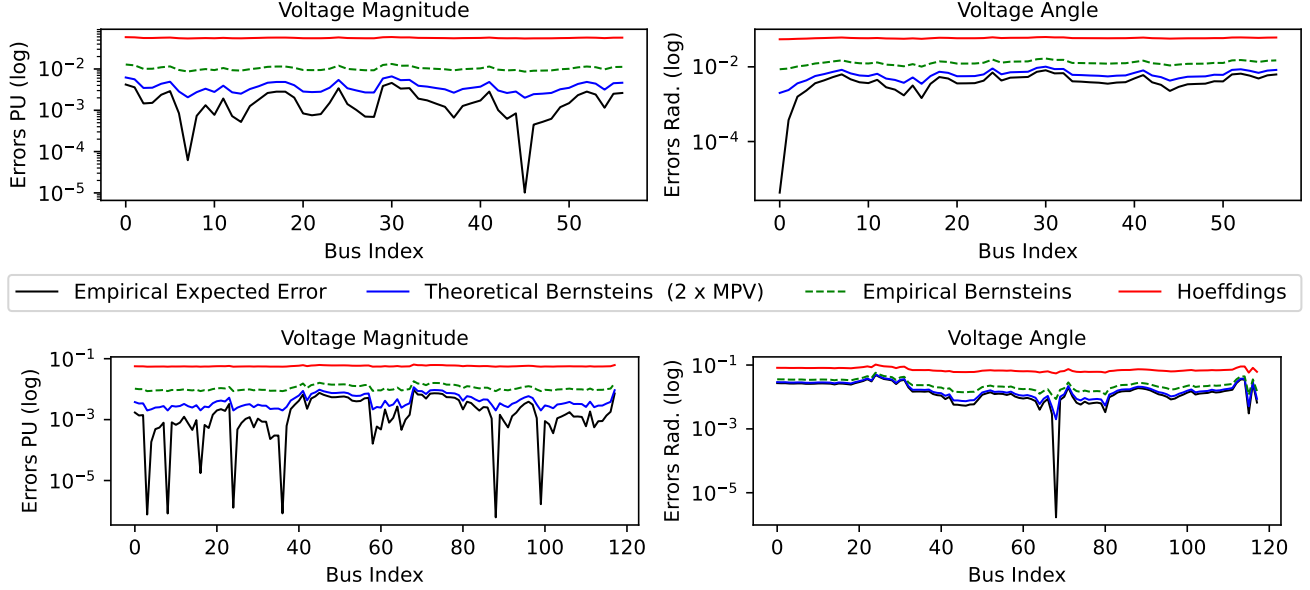 Voltage Magnitude
Voltage Angle
Errors PU (log)
10⁻²
10⁻³
10⁻⁴
10⁻⁵
0 10 20 30 40 50
Bus Index
Errors Rad. (log)
10⁻²
10⁻⁴
0 10 20 30 40 50
Bus Index
Empirical Expected Error
Theoretical Bernsteins (2 x MPV)
Empirical Bernsteins
Hoeffdings
Voltage Magnitude
Voltage Angle
Errors PU (log)
10⁻¹
10⁻³
10⁻⁵
0 20 40 60 80 100 120
Bus Index
Errors Rad. (log)
10⁻¹
10⁻³
10⁻⁵
0 20 40 60 80 100 120
Bus Index